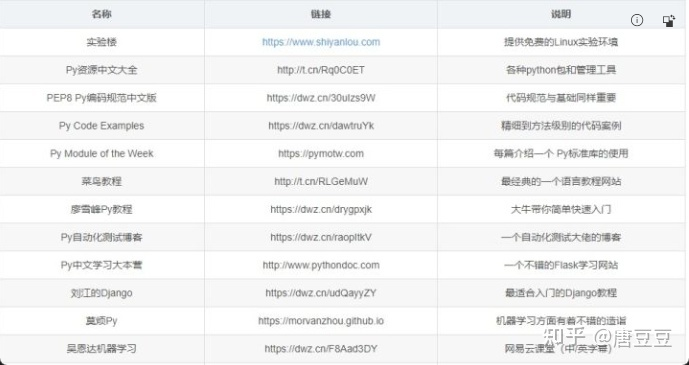 名称 链接 说明
实验楼 https://www.shiyanlou.com 提供免费的Linux实验环境
Py资源中文大全 http://t.cn/Rq0C0ET 各种python包和管理工具
PEP8 Py编码规范中文版 https://dwz.cn/30uIzs9W 代码规范与基础同样重要
Py Code Examples https://dwz.cn/dawtruYk 精细到方法级别的代码案例
Py Module of the Week https://pymotw.com 每篇介绍一个 Py标准库的使用
菜鸟教程 http://t.cn/RLGeMuW 最经典的一个语言教程网站
廖雪峰Py教程 https://dwz.cn/drygpxjk 大牛带你简单快速入门
Py自动化测试博客 https://dwz.cn/raopItkV 一个自动化测试大佬的博客
Py中文学习大本营 http://www.pythondoc.com 一个不错的Flask学习网站
刘江的Django https://dwz.cn/udQayyZY 最适合入门的Django教程
莫烦Py https://morvanzhou.github.io 机器学习方面有着不错的造诣
吴恩达机器学习 https://dwz.cn/F8Aad3DY 网易云课堂（中/英字幕）
知乎 @唐豆豆